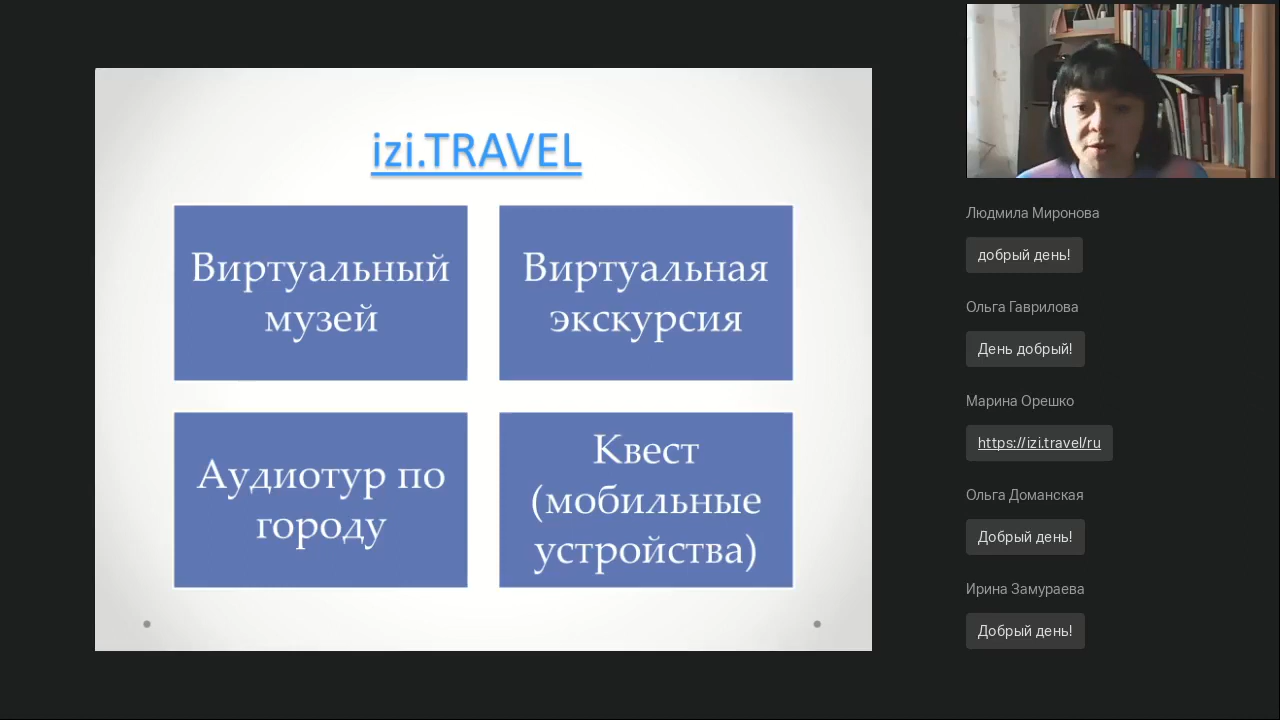 izi.TRAVEL
Виртуальный
музей
Виртуальная
экскурсия
Аудиотур по
городу
Квест
(мобильные
устройства)
Людмила Миронова
добрый день!
Ольга Гаврилова
День добрый!
Марина Орешко
https://izi.travel/ru
Ольга Доманская
Добрый день!
Ирина Замураева
Добрый день!